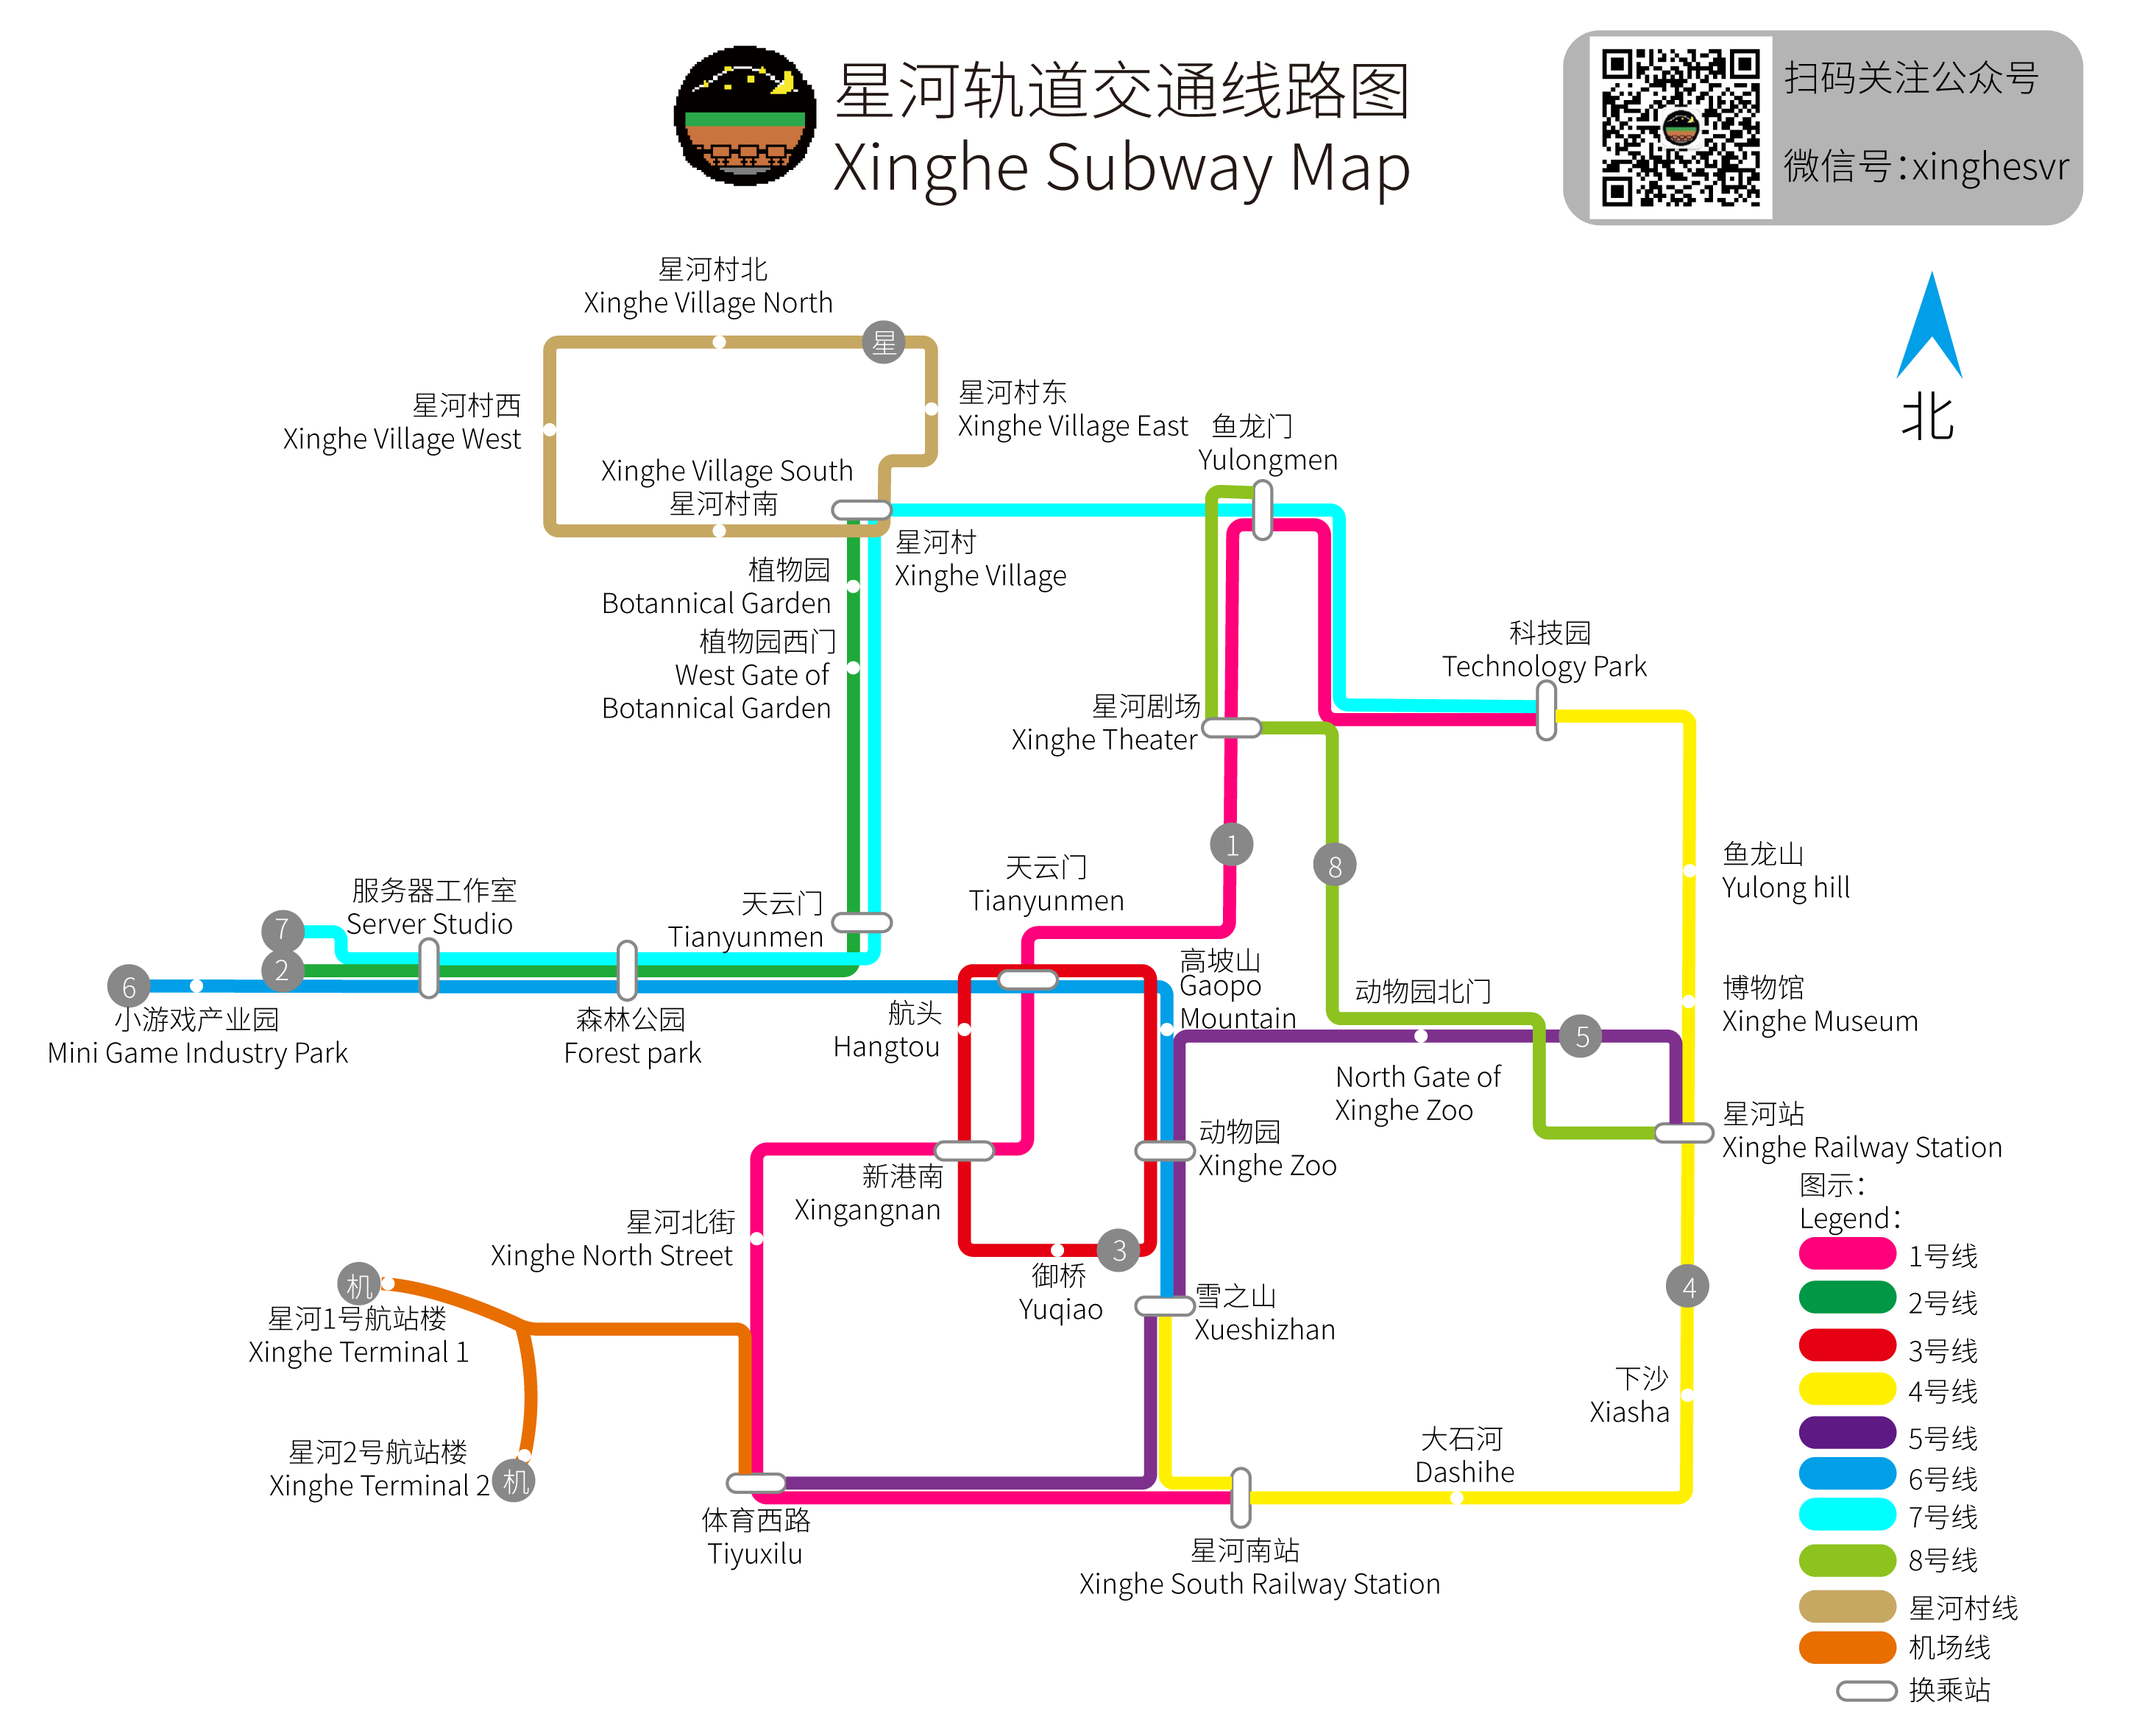 星河轨道交通线路图
Xinghe Subway Map
扫码关注公众号
微信号：xinghesvr
北
星河村北
Xinghe Village North
星
星河村西
Xinghe Village West
星河村东
Xinghe Village East
Xinghe Village South
星河村南
鱼龙门
Yulongmen
星河村
Xinghe Village
植物园
Botannical Garden
植物园西门
West Gate of
Botannical Garden
科技园
Technology Park
星河剧场
Xinghe Theater
1
8
鱼龙山
Yulong hill
天云门
Tianyunmen
服务器工作室
Server Studio
天云门
Tianyunmen
7
2
6
小游戏产业园
Mini Game Industry Park
森林公园
Forest park
高坡山
Gaopo
Mountain
航头
Hangtou
动物园北门
North Gate of
Xinghe Zoo
5
博物馆
Xinghe Museum
动物园
Xinghe Zoo
星河站
Xinghe Railway Station
新港南
Xingangnan
星河北街
Xinghe North Street
3
御桥
Yuqiao
雪之山
Xueshizhan
4
机
星河1号航站楼
Xinghe Terminal 1
星河2号航站楼
Xinghe Terminal 2
机
下沙
Xiasha
大石河
Dashihe
体育西路
Tiyuxilu
星河南站
Xinghe South Railway Station
图示：
Legend：
1号线
2号线
3号线
4号线
5号线
6号线
7号线
8号线
星河村线
机场线
换乘站